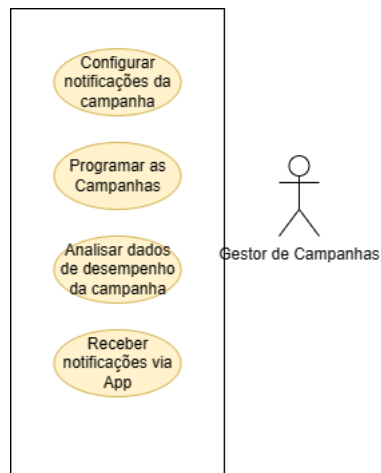 Configurar
notificações da
campanha
Programar as
Campanhas
Analisar dados
de desempenho
da campanha
Receber
notificações via
App
Gestor de Campanhas